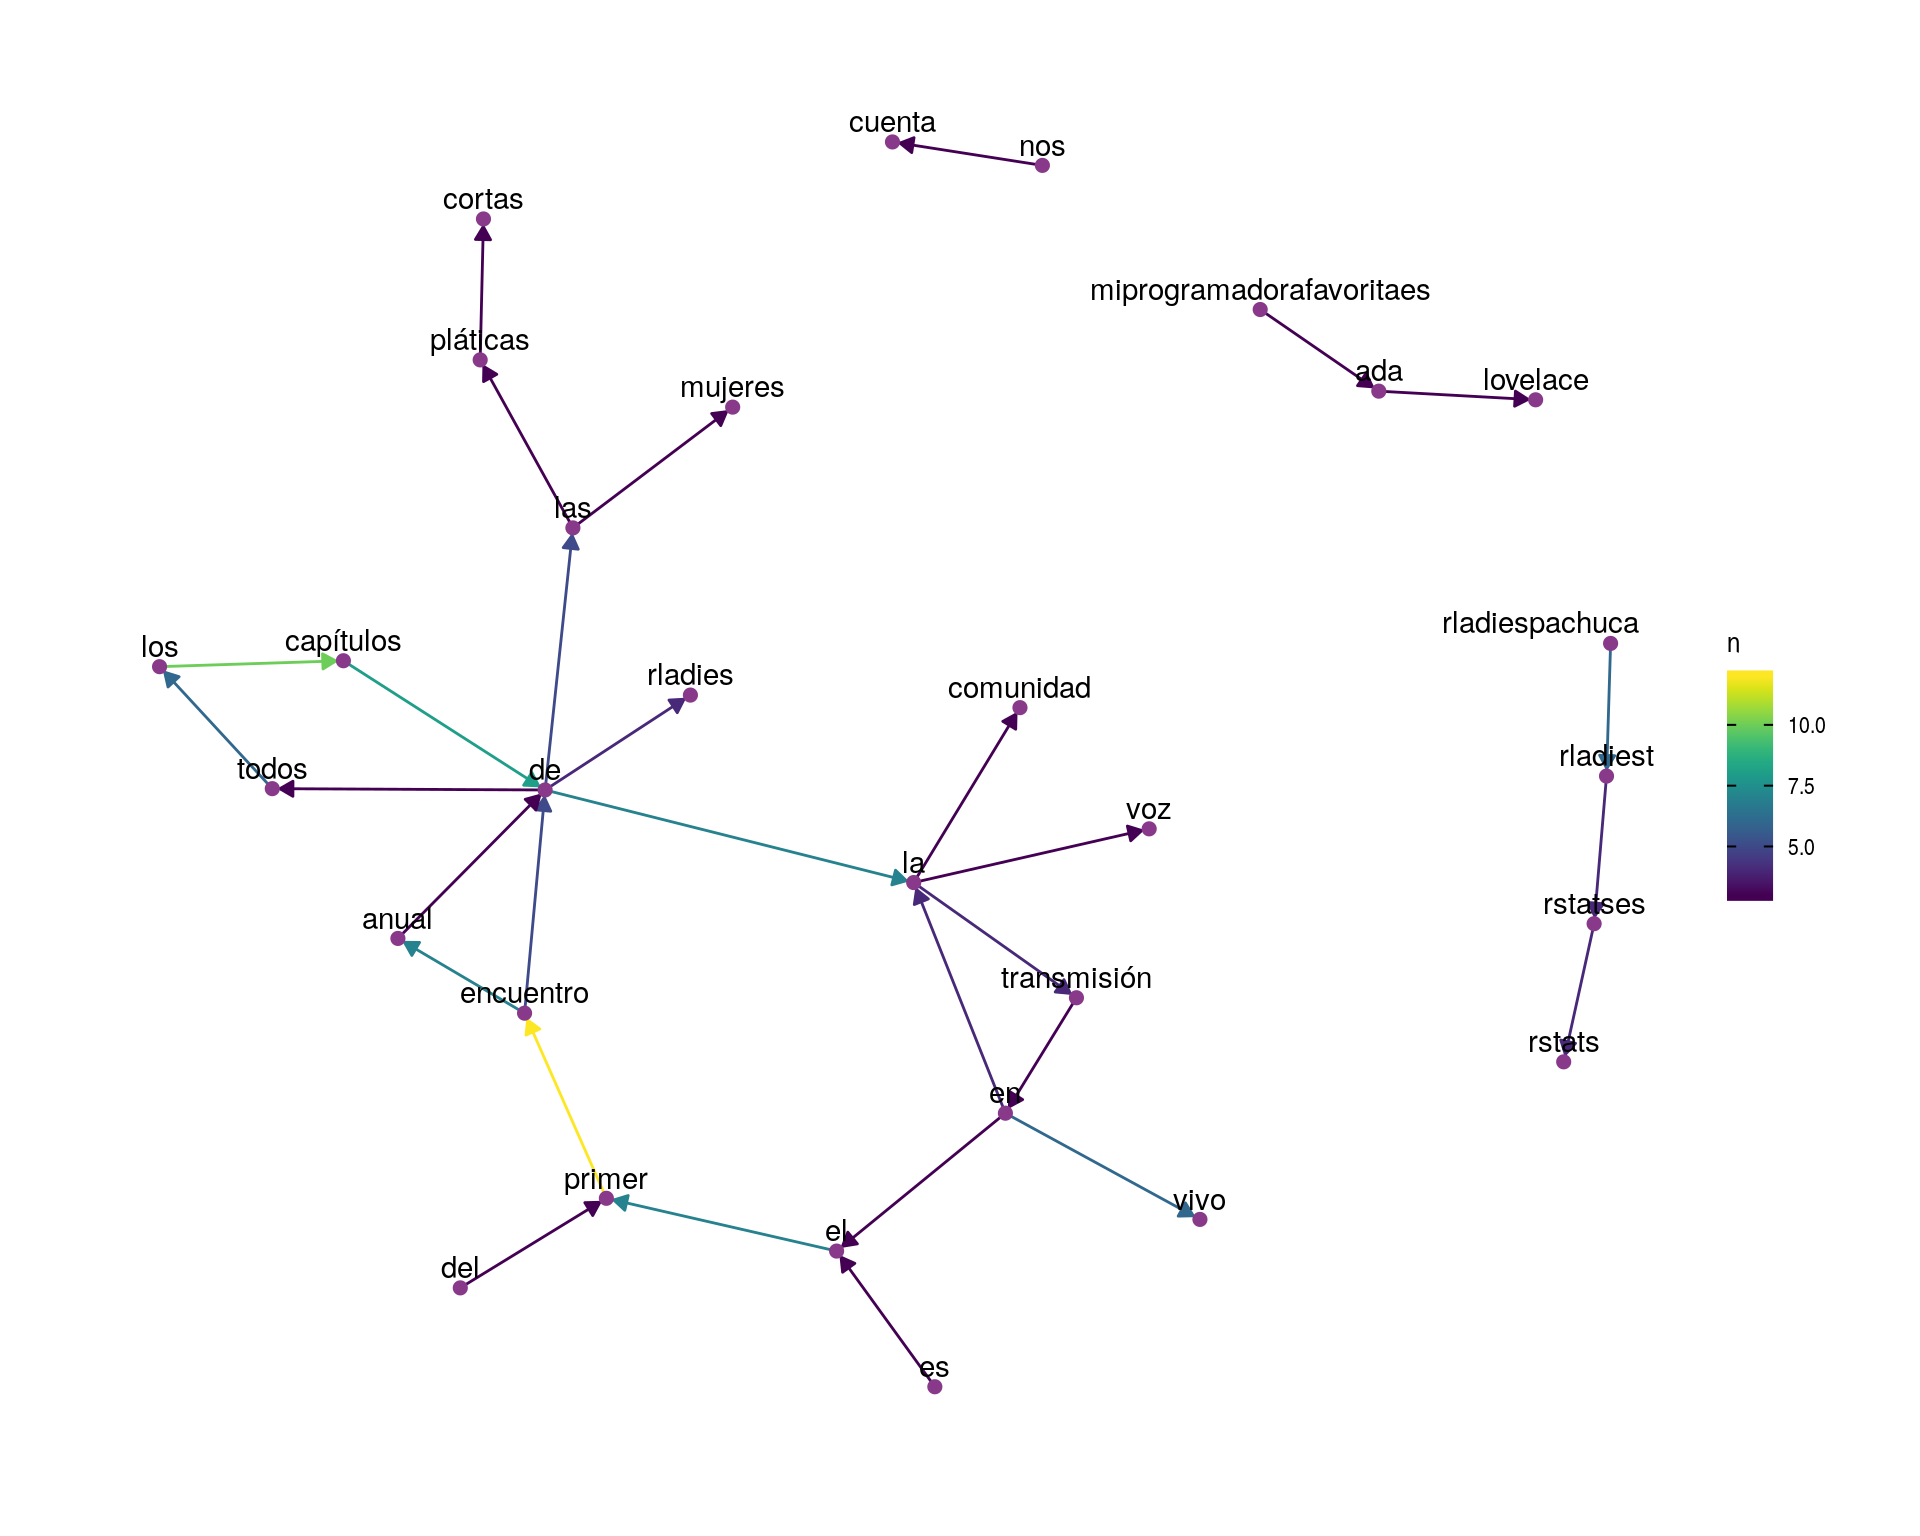 cuenta
nos
cortas
miprogramadorafavoritaes
pláticas
ada
lovelace
mujeres
las
rladiespachuca
n
los
capítulos
rladies
comunidad
10.0
rladiest
todos
de
7.5
voz
5.0
la
rstatses
anual
transmisión
encuentro
rstats
en
primer
vivo
el
del
es